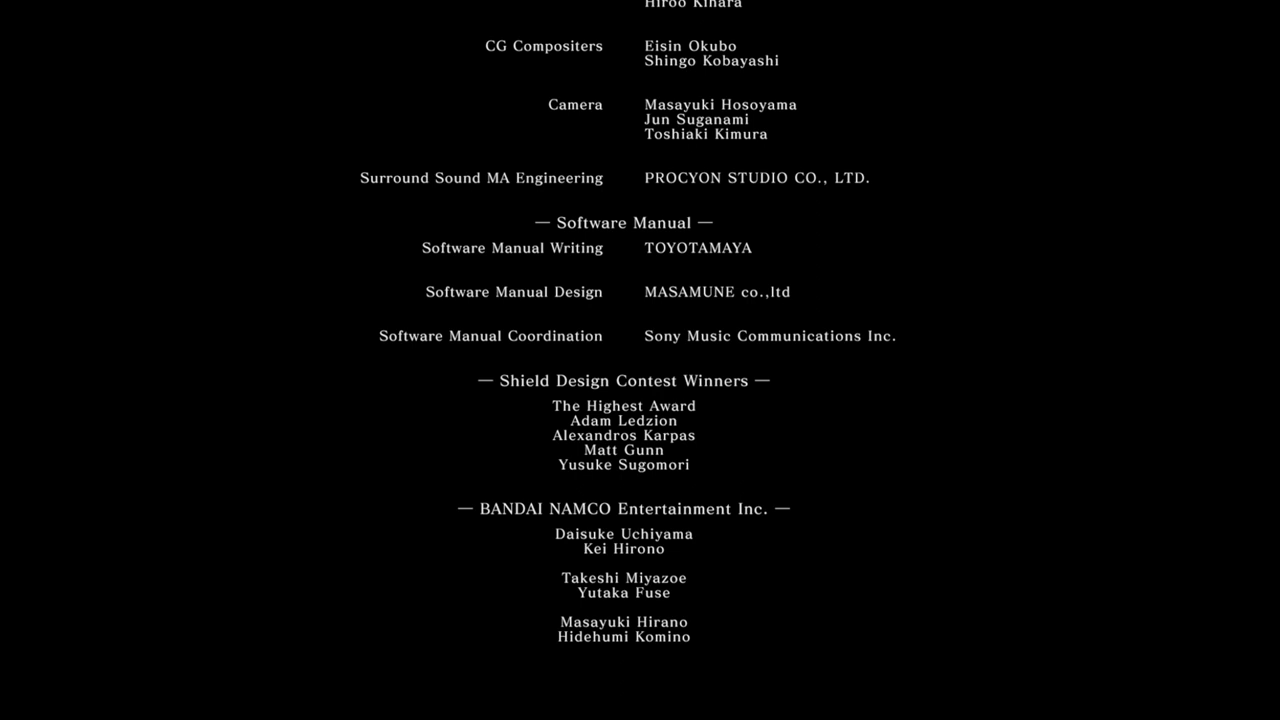 Hiroo Kihara
CG Compositers Eisin Okubo
Shingo Kobayashi
Camera Masayuki Hosoyama
Jun Suganami
Toshiaki Kimura
Surround Sound MA Engineering PROCYON STUDIO CO., LTD.
— Software Manual —
Software Manual Writing TOYOTAMAYA
Software Manual Design MASAMUNE co.,ltd
Software Manual Coordination Sony Music Communications Inc.
— Shield Design Contest Winners —
The Highest Award
Adam Ledzion
Alexandros Karpas
Matt Gunn
Yusuke Sugomori
— BANDAI NAMCO Entertainment Inc. —
Daisuke Uchiyama
Kei Hirono
Takeshi Miyazoe
Yutaka Fuse
Masayuki Hirano
Hidehumi Komino